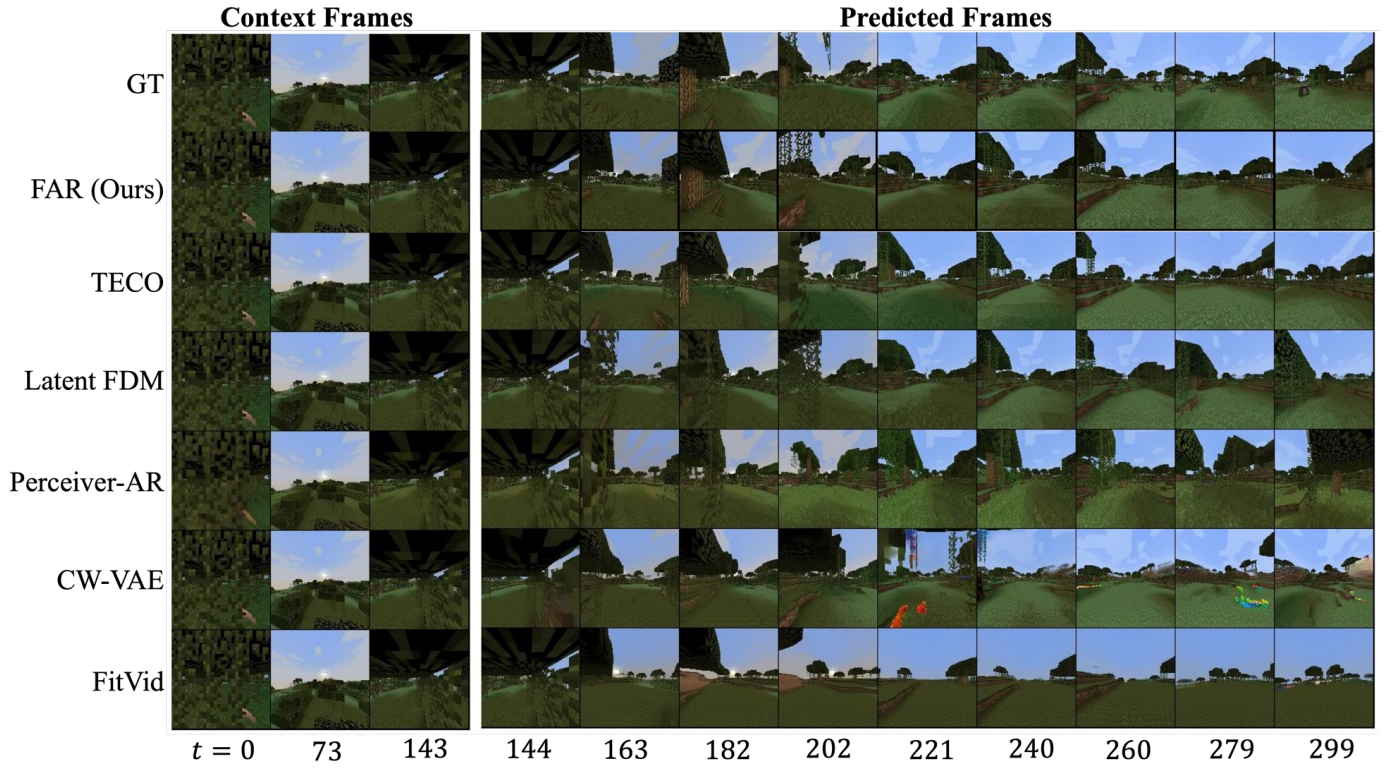 Context Frames Predicted Frames
GT
FAR (Ours)
TECO
Latent FDM
Perceiver-AR
CW-VAE
FitVid
t = 0 73 143 144 163 182 202 221 240 260 279 299